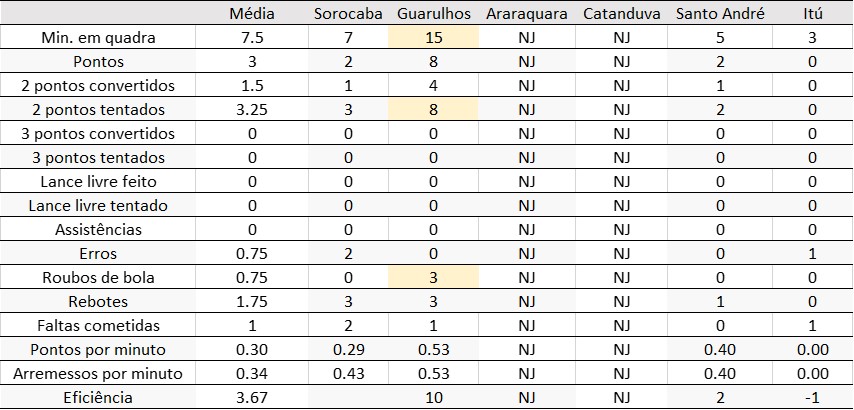 Média Sorocaba Guarulhos Araraquara Catanduva Santo André Itú
Min. em quadra 7.5 7 15 NJ NJ 5 3
Pontos 3 2 8 NJ NJ 2 0
2 pontos convertidos 1.5 1 4 NJ NJ 1 0
2 pontos tentados 3.25 3 8 NJ NJ 2 0
3 pontos convertidos 0 0 0 NJ NJ 0 0
3 pontos tentados 0 0 0 NJ NJ 0 0
Lance livre feito 0 0 0 NJ NJ 0 0
Lance livre tentado 0 0 0 NJ NJ 0 0
Assistências 0 0 0 NJ NJ 0 0
Erros 0.75 2 0 NJ NJ 0 1
Roubos de bola 0.75 0 3 NJ NJ 0 0
Rebotes 1.75 3 3 NJ NJ 1 0
Faltas cometidas 1 2 1 NJ NJ 0 1
Pontos por minuto 0.30 0.29 0.53 NJ NJ 0.40 0.00
Arremessos por minuto 0.34 0.43 0.53 NJ NJ 0.40 0.00
Eficiência 3.67 10 NJ NJ 2 -1